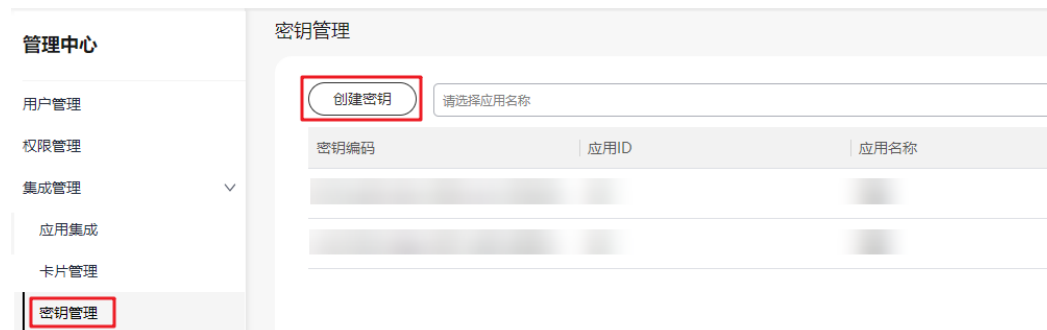 管理中心
用户管理
权限管理
集成管理
应用集成
卡片管理
密钥管理
密钥管理
创建密钥
请选择应用名称
密钥编码 应用ID 应用名称